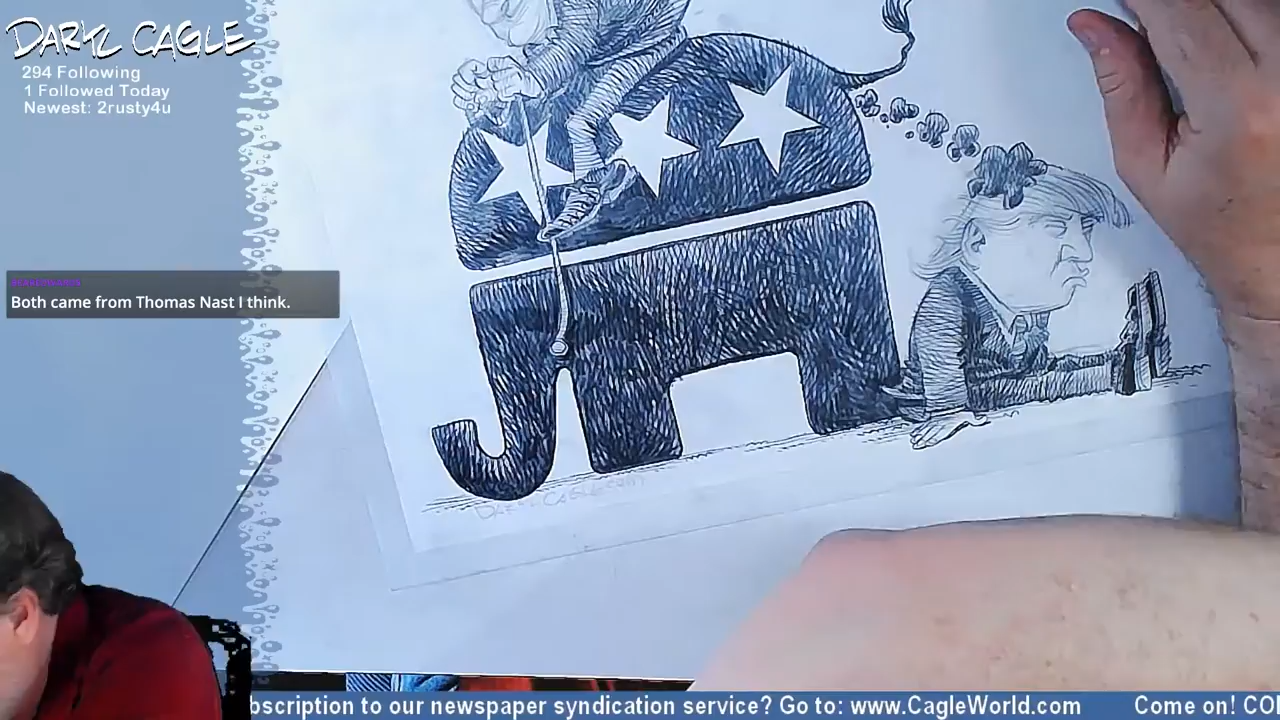 DARYL CAGLE
294 Following
1 Followed Today
Newest: 2rusty4u
Both came from Thomas Nast I think.
bscription to our newspaper syndication service? Go to: www.CagleWorld.com Come on! CO